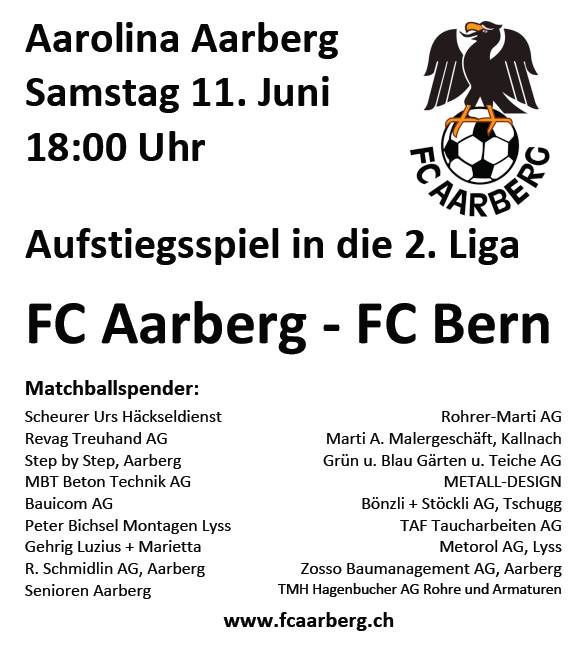 Aarolina Aarberg
Samstag 11. Juni
18:00 Uhr
FC AARBERG
Aufstiegsspiel in die 2. Liga
FC Aarberg - FC Bern
Matchballspender:
Scheurer Urs Häckseldienst
Revag Treuhand AG
Step by Step, Aarberg
MBT Beton Technik AG
Bauicom AG
Peter Bichsel Montagen Lyss
Gehrig Luzius + Marietta
R. Schmidlin AG, Aarberg
Senioren Aarberg
Rohrer-Marti AG
Marti A. Malergeschäft, Kallnach
Grün u. Blau Gärten u. Teiche AG
METALL-DESIGN
Bönzli + Stöckli AG, Tschugg
TAF Taucharbeiten AG
Metorol AG, Lyss
Zosso Baumanagement AG, Aarberg
TMH Hagenbucher AG Rohre und Armaturen
www.fcaarberg.ch